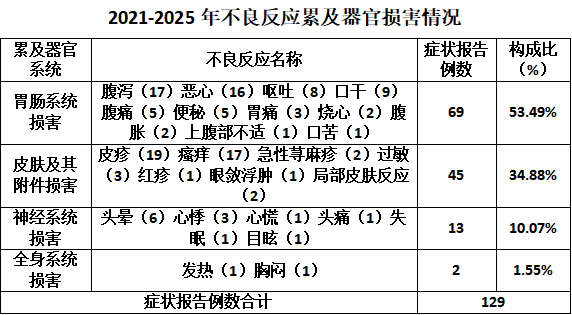 2021-2025 年不良反应累及器官损害情况
累及器官
系统
不良反应名称
症状报告
例数
构成比
（%）
胃肠系统
损害
腹泻（17）恶心（16）呕吐（8）口干（9）
腹痛（5）便秘（5）胃痛（3）烧心（2）腹
胀（2）上腹部不适（1）口苦（1）
69
53.49%
皮肤及其
附件损害
皮疹（19）瘙痒（17）急性荨麻疹（2）过敏
（3）红疹（1）眼敛浮肿（1）局部皮肤反应
（2）
45
34.88%
神经系统
损害
头晕（6）心悸（3）心慌（1）头痛（1）失
眠（1）目眩（1）
13
10.07%
全身系统
损害
发热（1）胸闷（1）
2
1.55%
症状报告例数合计
129